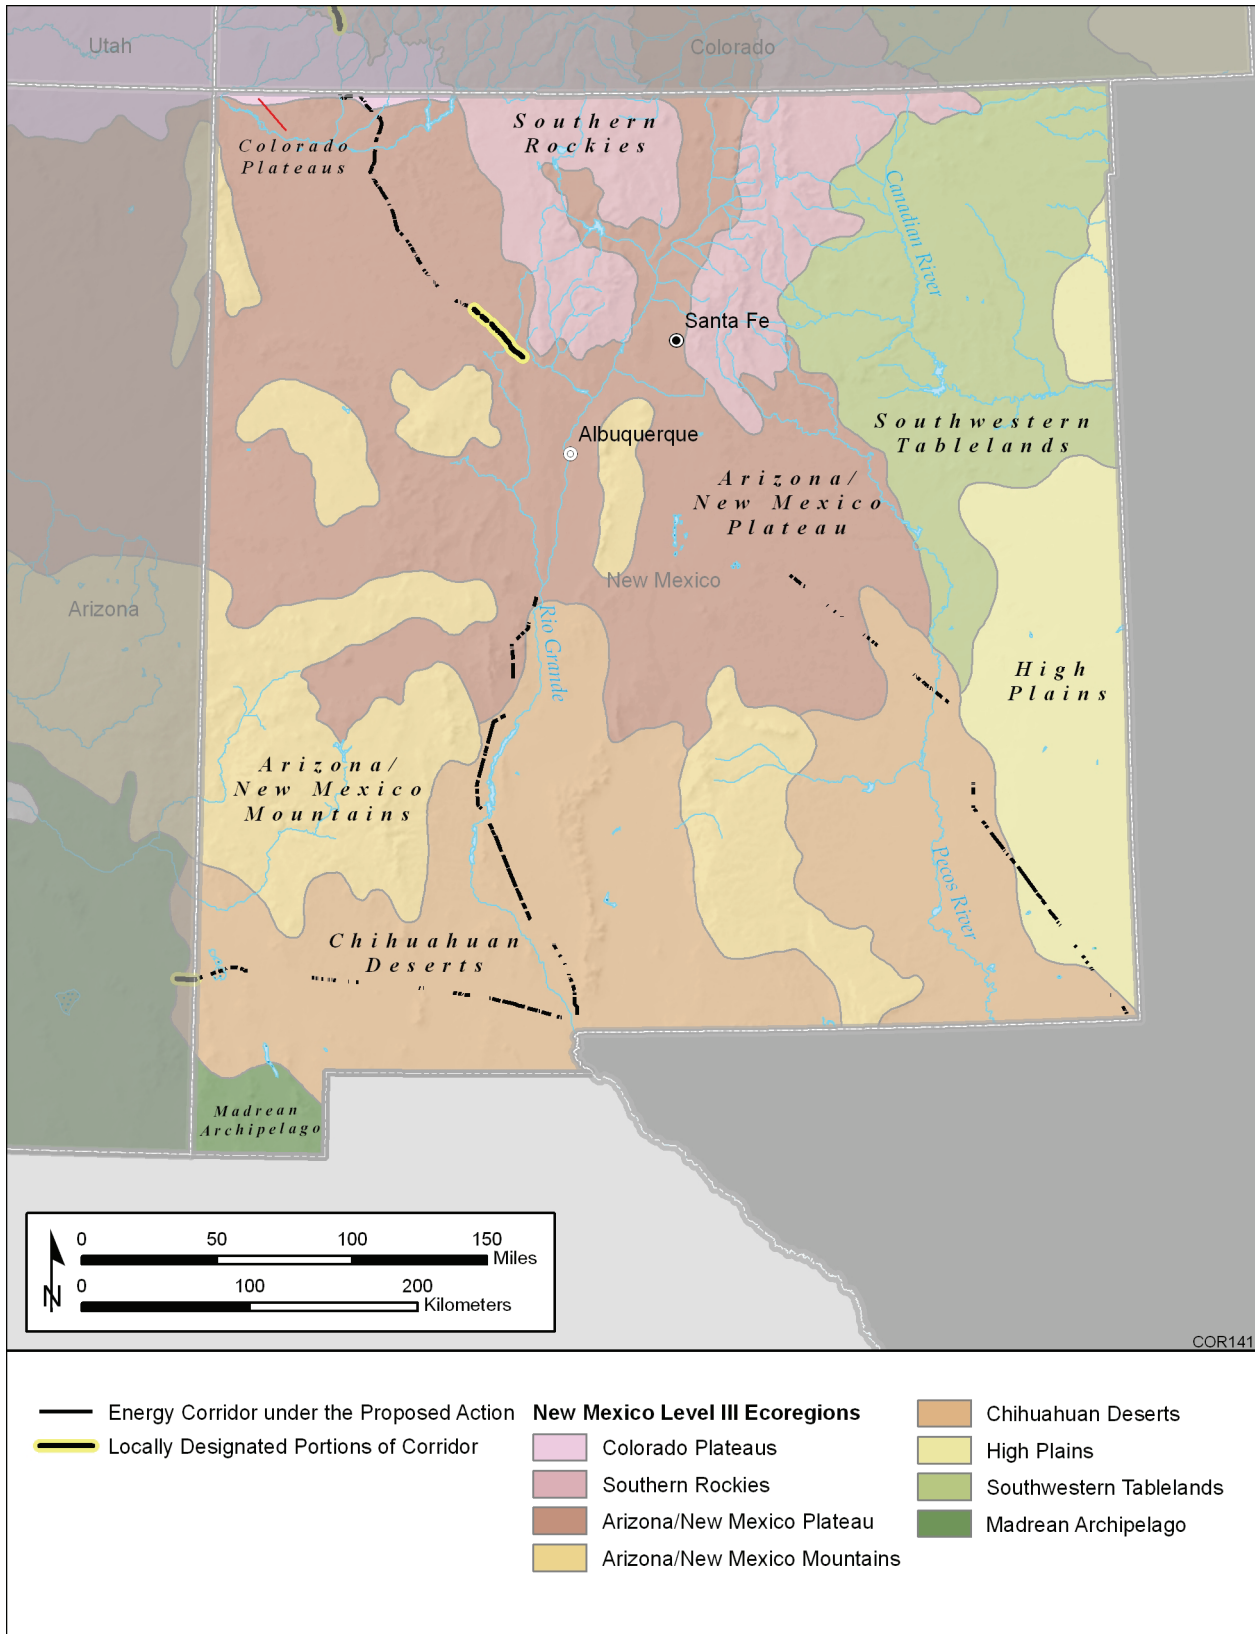 Utah
Colorado
Southern
Rockies
Colorado
Plateaus
Canadian River
Santa Fe
Southwestern
Tablelands
Albuquerque
Arizona/
New Mexico
Plateau
New Mexico
Arizona
Rio Grande
High
Plains
Arizona/
New Mexico
Mountains
Pecos River
Chihuahuan
Deserts
Madrean
Archipelago
0 50 100 150
Miles
0 100 200
Kilometers
N
COR141
Energy Corridor under the Proposed Action
Locally Designated Portions of Corridor
New Mexico Level III Ecoregions
Colorado Plateaus
Southern Rockies
Arizona/New Mexico Plateau
Arizona/New Mexico Mountains
Chihuahuan Deserts
High Plains
Southwestern Tablelands
Madrean Archipelago